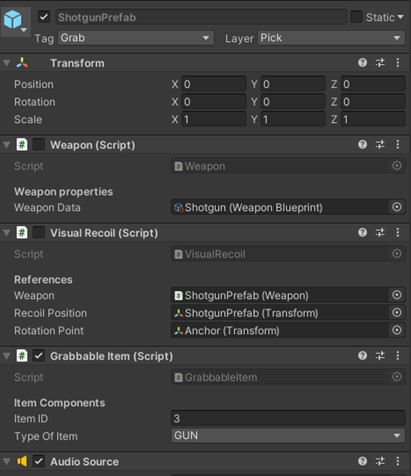 ShotgunPrefab Static
Tag Grab Layer Pick
Transform
Position X 0 Y 0 Z 0
Rotation X 0 Y 0 Z 0
Scale X 1 Y 1 Z 1
# Weapon (Script)
Script # Weapon
Weapon properties
Weapon Data Shotgun (Weapon Blueprint)
# Visual Recoil (Script)
Script # VisualRecoil
References
Weapon # ShotgunPrefab (Weapon)
Recoil Position ShotgunPrefab (Transform)
Rotation Point Anchor (Transform)
# Grabbable Item (Script)
Script # GrabbableItem
Item Components
Item ID 3
Type Of Item GUN
Audio Source